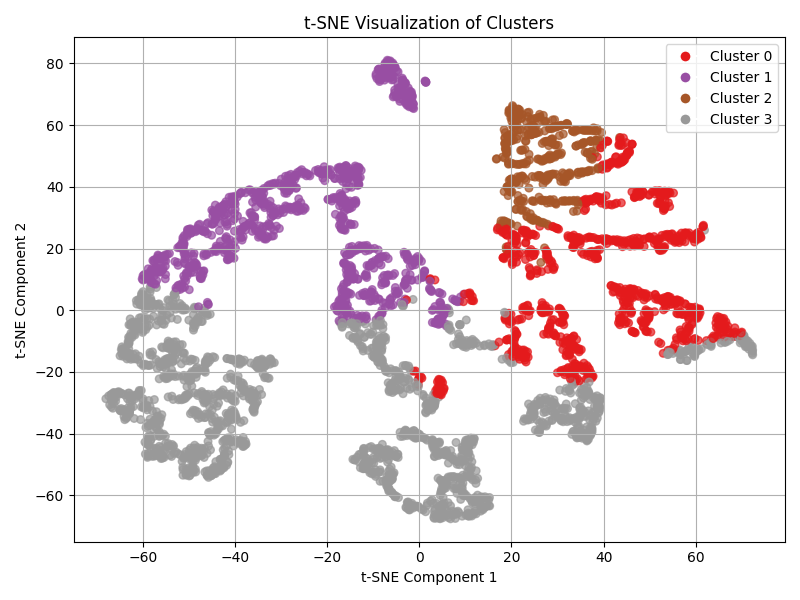 t-SNE Visualization of Clusters
Cluster 0
Cluster 1
Cluster 2
Cluster 3
80
60
40
20
0
−20
−40
−60
t-SNE Component 2
−60 −40 −20 0 20 40 60
t-SNE Component 1